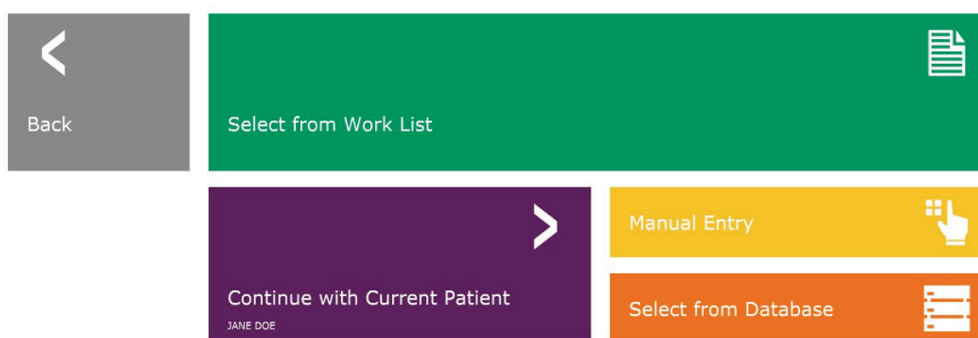 Back
Select from Work List
Manual Entry
Continue with Current Patient
JANE DOE
Select from Database